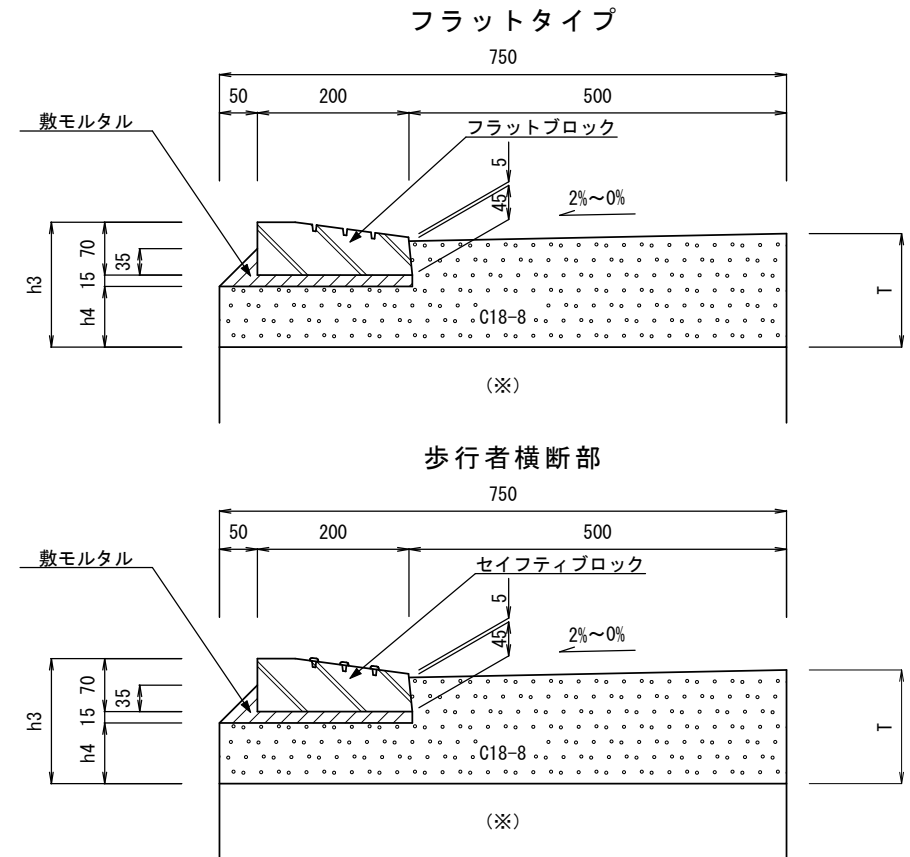 フラットタイプ
750
50
200
500
敷モルタル
フラットブロック
5
45
2%～0%
h3
70
35
15
h4
T
C18-8
(※)
歩行者横断部
750
50
200
500
敷モルタル
セイフティブロック
5
45
2%～0%
h3
70
35
15
h4
T
C18-8
(※)